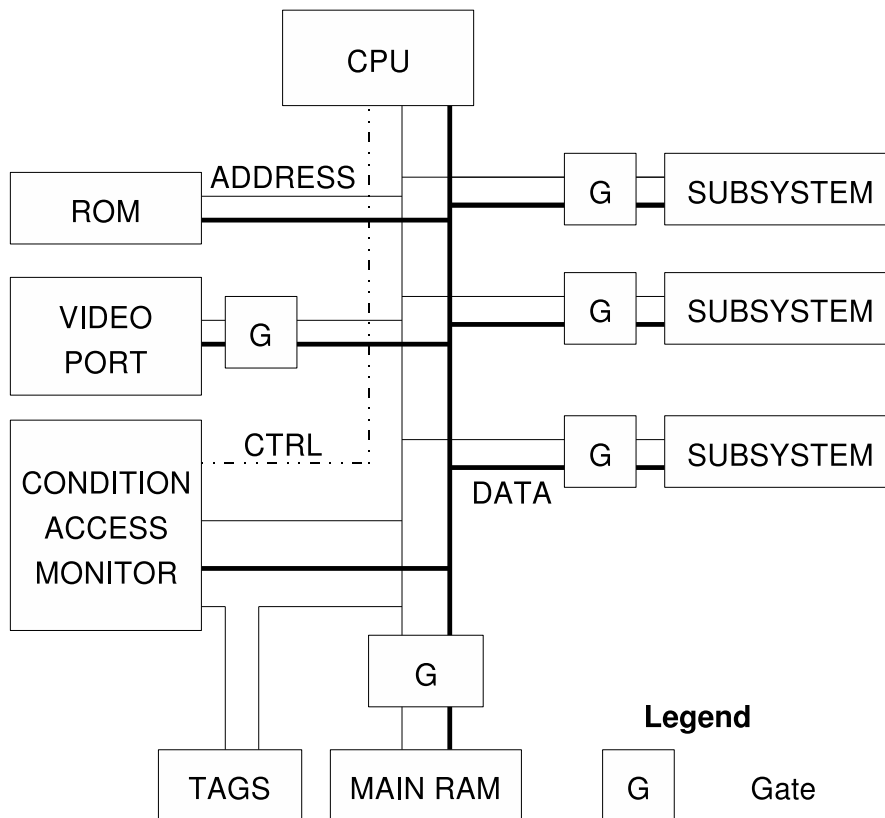 CPU
ADDRESS
ROM
G
SUBSYSTEM
VIDEO
PORT
G
G
SUBSYSTEM
CTRL
G
SUBSYSTEM
DATA
CONDITION
ACCESS
MONITOR
G
Legend
TAGS
MAIN RAM
G
Gate